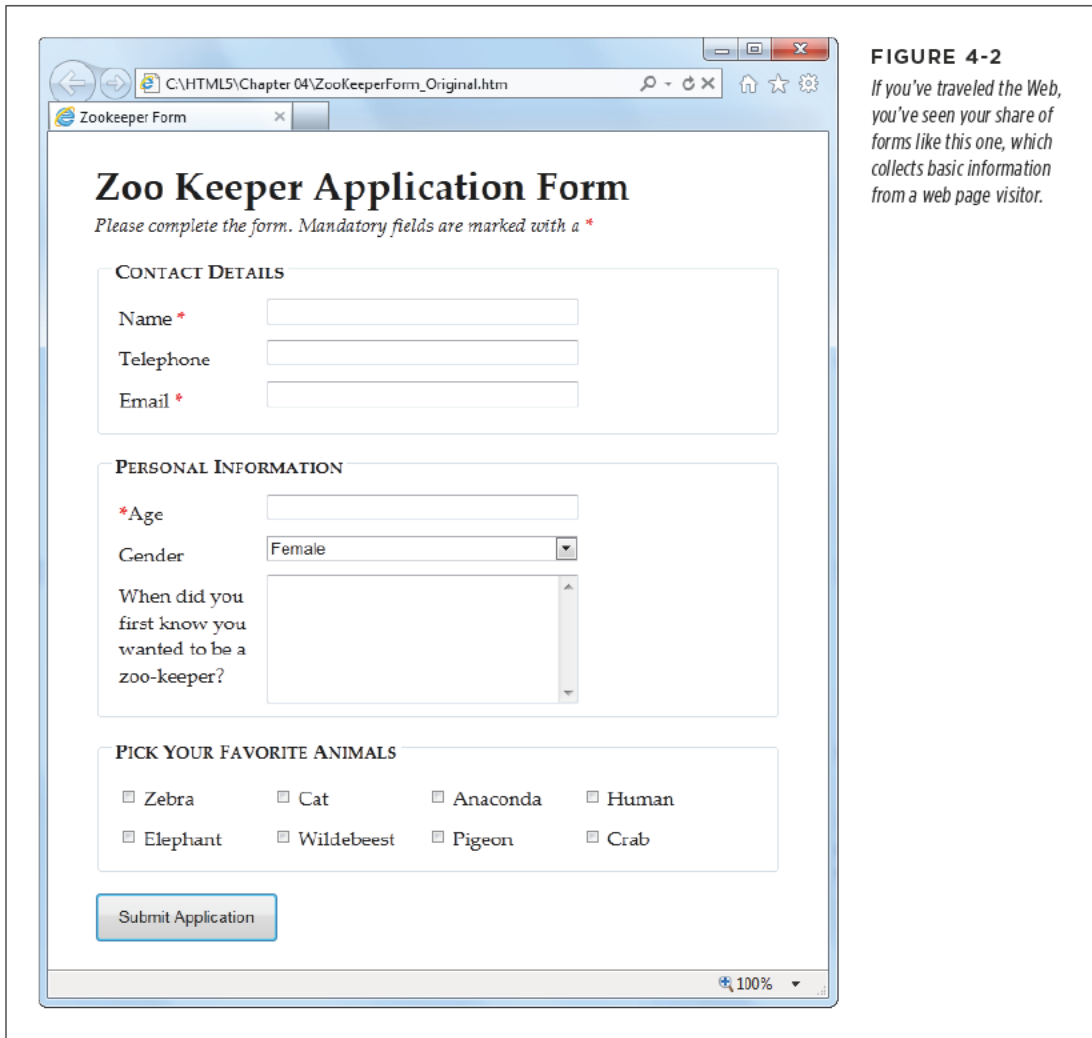 C:\HTML5\Chapter 04\ZooKeeperForm_Original.htm
Zookeeper Form
Zoo Keeper Application Form
Please complete the form. Mandatory fields are marked with a *
CONTACT DETAILS
Name *
Telephone
Email *
PERSONAL INFORMATION
*Age
Gender
Female
When did you
first know you
wanted to be a
zoo-keeper?
PICK YOUR FAVORITE ANIMALS
Zebra Cat Anaconda Human
Elephant Wildebeest Pigeon Crab
Submit Application
100%
FIGURE 4-2
If you've traveled the Web,
you've seen your share of
forms like this one, which
collects basic information
from a web page visitor.